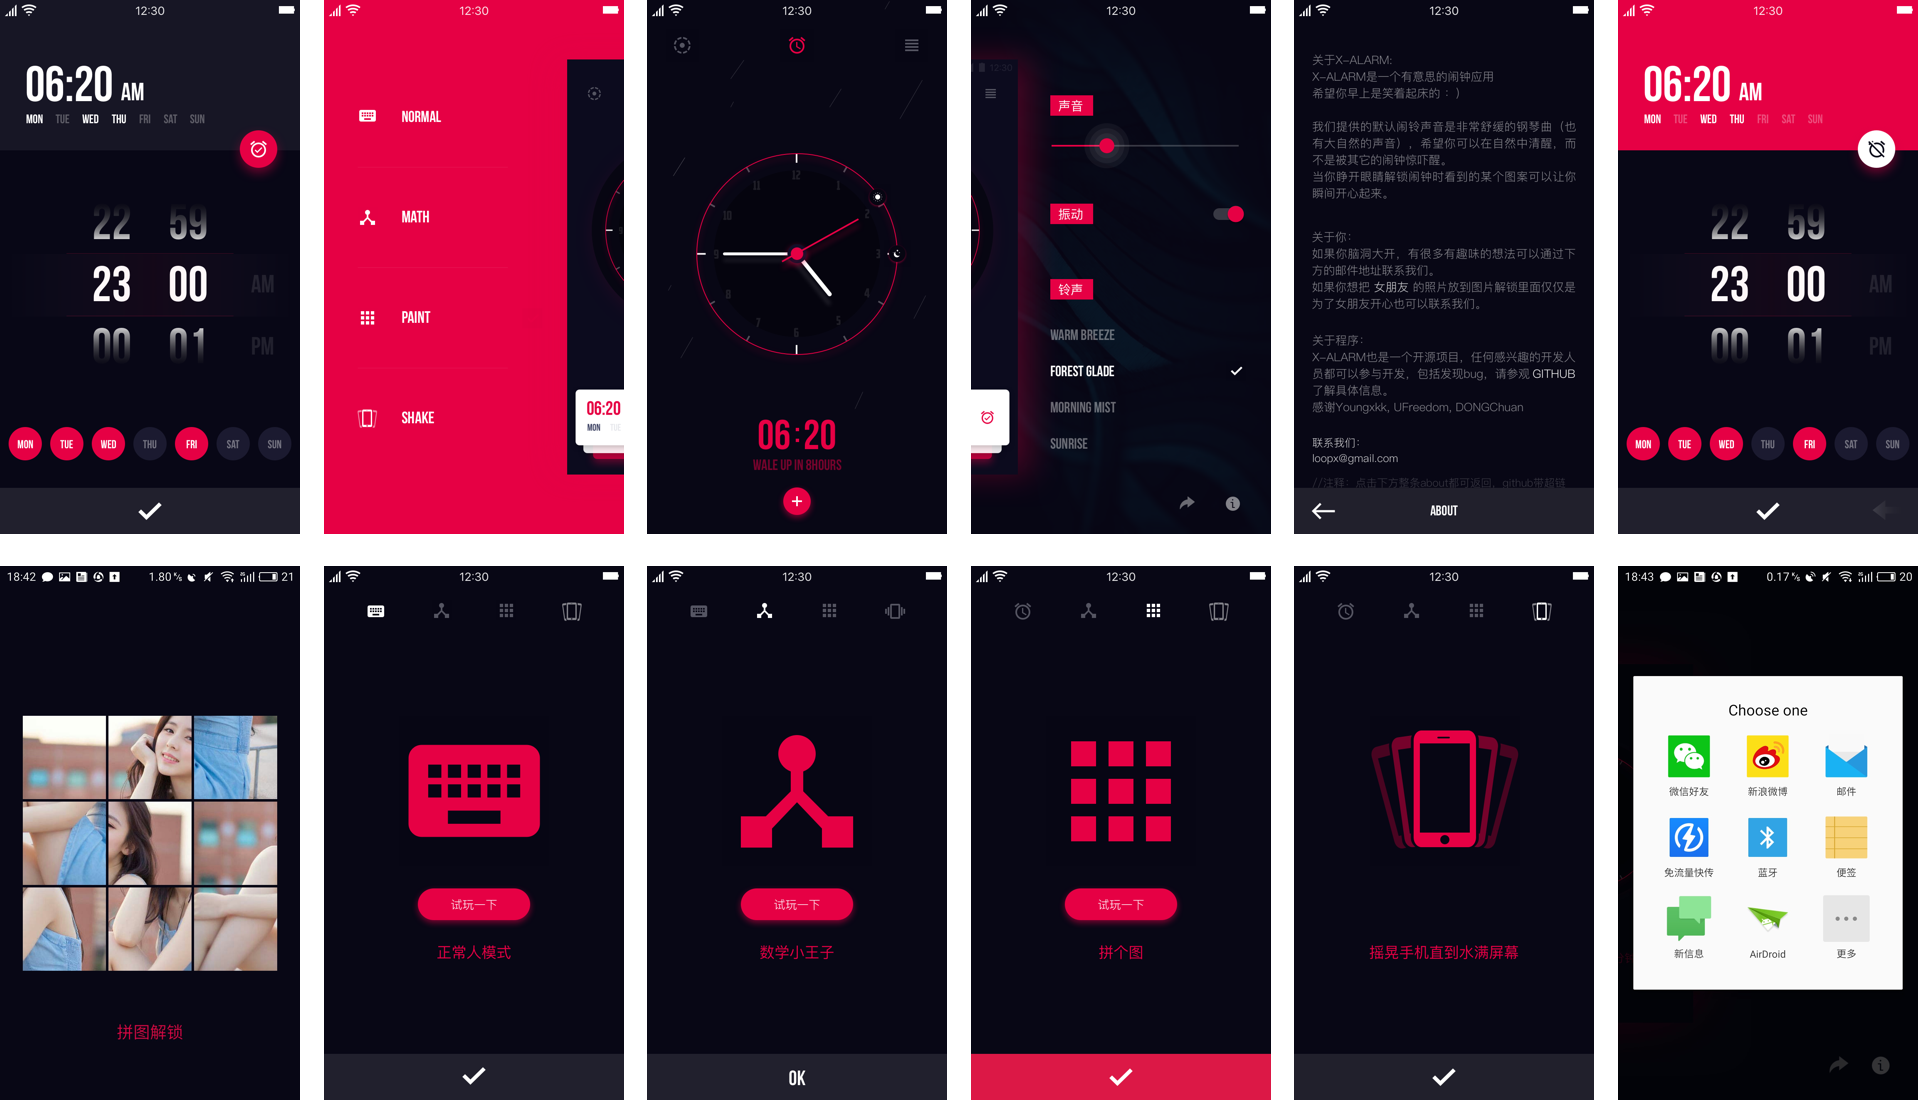 12:30
06:20 AM
MON TUE WED THU FRI SAT SUN
22 59
23 00 AM
00 01 PM
MON TUE WED THU FRI SAT SUN
12:30
NORMAL
MATH
PAINT
SHAKE
06:20
MON TUE
12:30
12
1
2
3
4
5
6
7
8
9
10
11
06:20
WALE UP IN 8HOURS
12:30
12:30
声音
振动
铃声
WARM BREEZE
FOREST GLADE
MORNING MIST
SUNRISE
12:30
关于X-ALARM:
X-ALARM是一个有意思的闹钟应用
希望你早上是笑着起床的：)
我们提供的默认闹铃声音是非常舒缓的钢琴曲（也
有大自然的声音），希望你可以在自然中清醒，而
不是被其它的闹钟惊吓醒。
当你睁开眼睛解锁闹钟时看到的某个图案可以让你
瞬间开心起来。
关于你：
如果你脑洞大开，有很多有趣味的想法可以通过下
方的邮件地址联系我们。
如果你想把 女朋友 的照片放到图片解锁里面仅仅是
为了女朋友开心也可以联系我们。
关于程序：
X-ALARM也是一个开源项目，任何感兴趣的开发人
员都可以参与开发，包括发现bug，请参观 GITHUB
了解具体信息。
感谢Youngxkk, UFreedom, DONGChuan
联系我们：
loopx@gmail.com
//注释：点击下方整条about都可返回，github带超链
ABOUT
12:30
06:20 AM
MON TUE WED THU FRI SAT SUN
22 59
23 00 AM
00 01 PM
MON TUE WED THU FRI SAT SUN
18:42 1.80 K/s 21
拼图解锁
12:30
试玩一下
正常人模式
12:30
试玩一下
数学小王子
OK
12:30
试玩一下
拼个图
12:30
摇晃手机直到水满屏幕
18:43 0.17 K/s 20
Choose one
微信好友 新浪微博 邮件
免流量快传 蓝牙 便签
新信息 AirDroid 更多